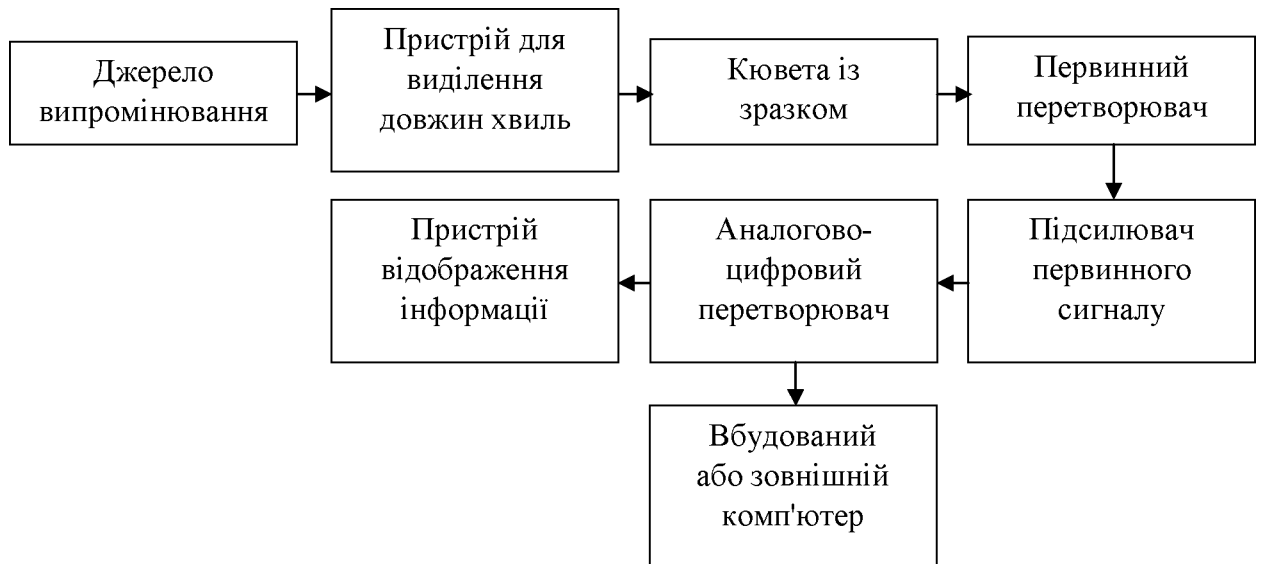 Джерело
випромінювання
Пристрій для
виділення
довжин хвиль
Кювета із
зразком
Первинний
перетворювач
Підсилювач
первинного
сигналу
Аналогово-
цифровий
перетворювач
Пристрій
відображення
інформації
Вбудований
або зовнішній
комп'ютер